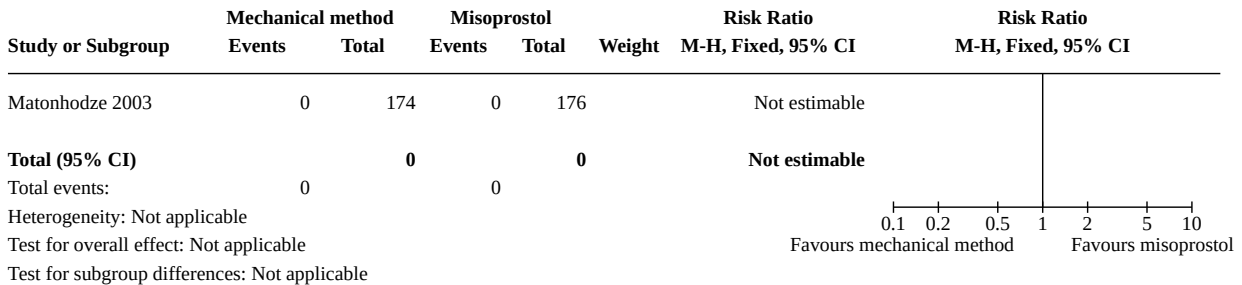 Mechanical method Misoprostol Risk Ratio Risk Ratio
Study or Subgroup Events Total Events Total Weight M-H, Fixed, 95% CI M-H, Fixed, 95% CI
Matonhodze 2003 0 174 0 176 Not estimable
Total (95% CI) 0 0 Not estimable
Total events: 0 0
Heterogeneity: Not applicable
0.1 0.2 0.5 1 2 5 10
Test for overall effect: Not applicable Favours mechanical method Favours misoprostol
Test for subgroup differences: Not applicable